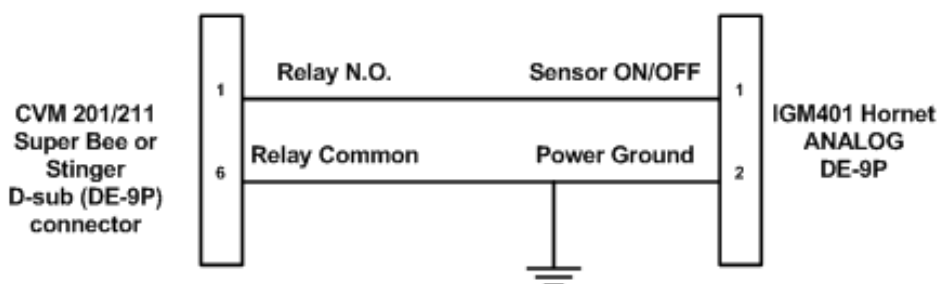 CVM 201/211
Super Bee or
Stinger
D-sub (DE-9P)
connector
1
Relay N.O.
Sensor ON/OFF
1
6
Relay Common
Power Ground
2
IGM401 Hornet
ANALOG
DE-9P